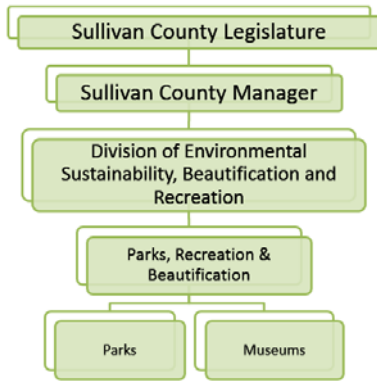 Sullivan County Legislature
Sullivan County Manager
Division of Environmental
Sustainability, Beautification and
Recreation
Parks, Recreation &
Beautification
Parks
Museums